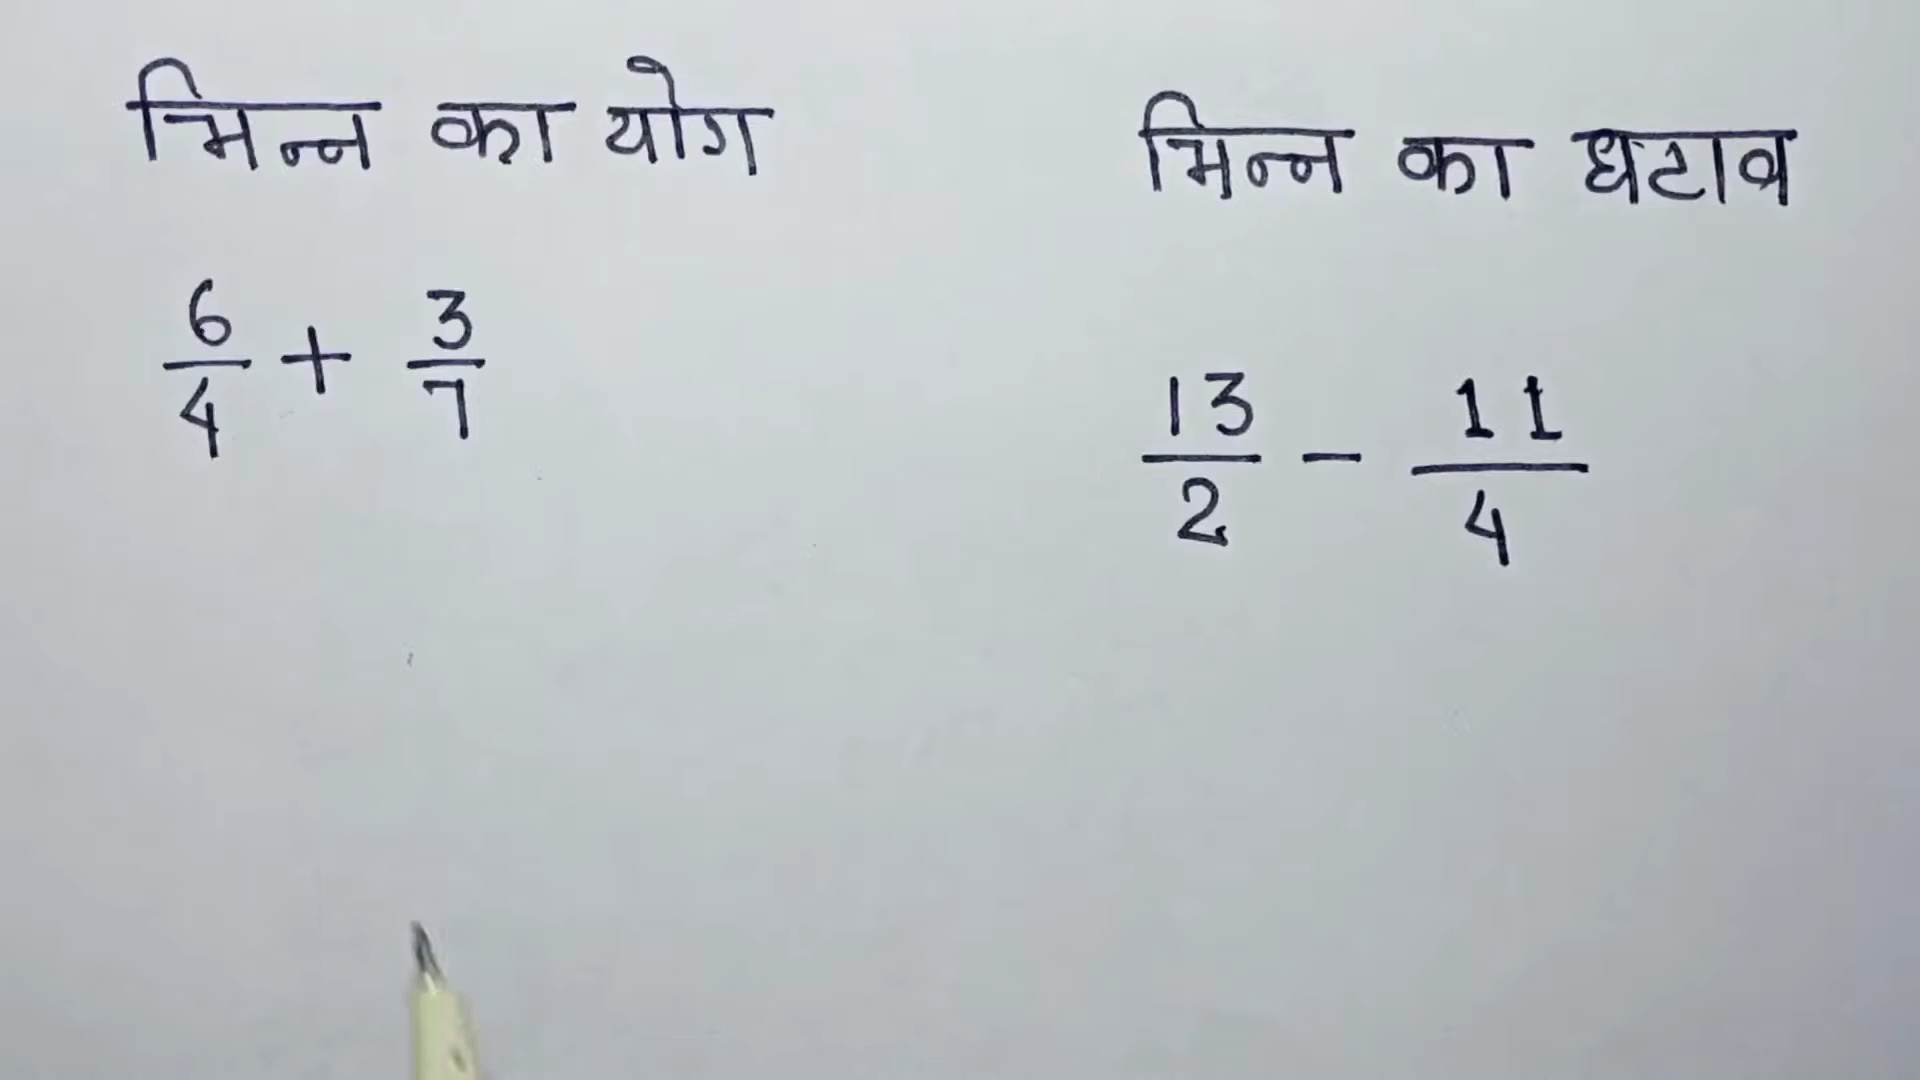 भिन्न का योग
6/4 + 3/7
भिन्न का घटाव
13/2 - 11/4